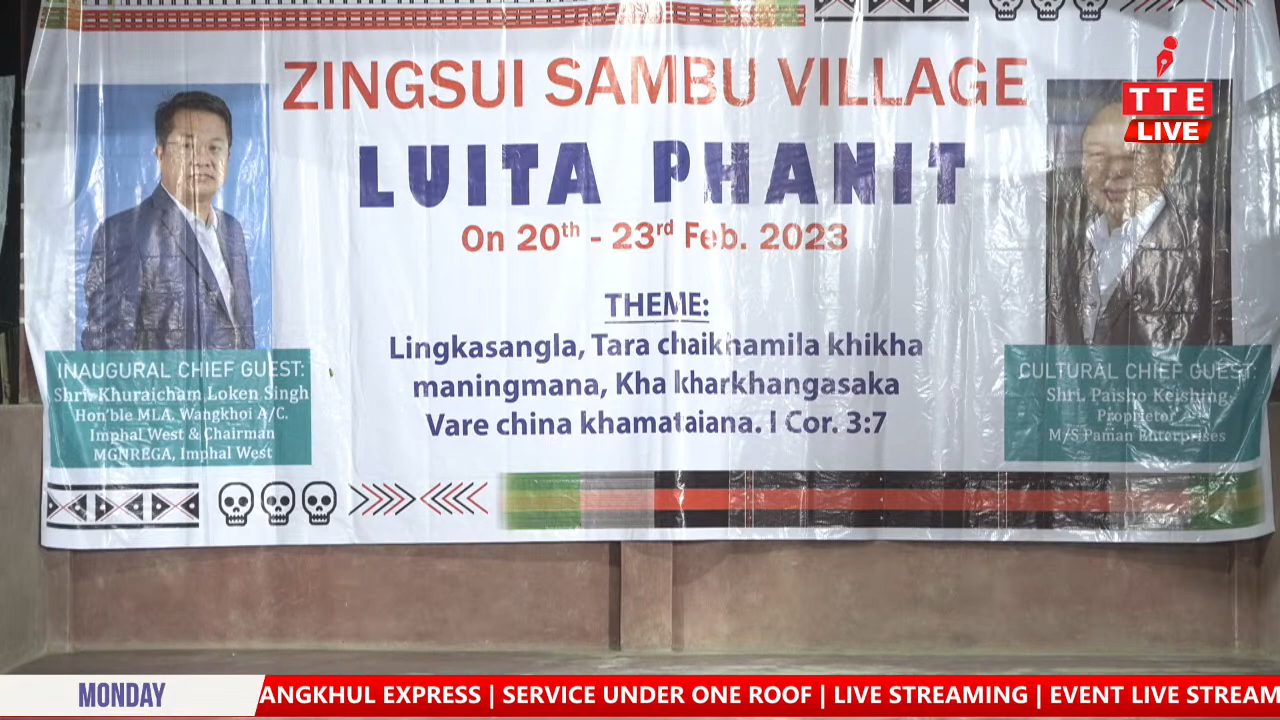 ZINGSUI SAMBU VILLAGE
LUITA PHANIT
On 20th - 23rd Feb. 2023
THEME:
Lingkasangla, Tara chaikhamila khikha
maningmana, Kha kharkhangasaka
Vare china khamataiana. I Cor. 3:7
INAUGURAL CHIEF GUEST:
Shri. Khuraicham Loken Singh
Hon'ble MLA, Wangkhoi A/C.
Imphal West & Chairman
MGNREGA, Imphal West
CULTURAL CHIEF GUEST:
Shri. Paisho Keishing,
Proprietor
M/S Paman Enterprises
TTE
LIVE
MONDAY
ANGKHUL EXPRESS | SERVICE UNDER ONE ROOF | LIVE STREAMING | EVENT LIVE STREAM